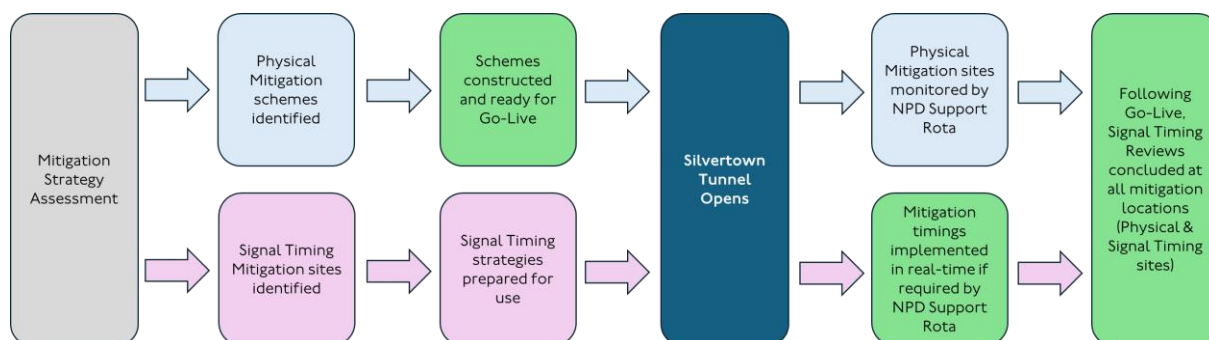 Mitigation
Strategy
Assessment
Physical
Mitigation
schemes
identified
Schemes
constructed
and ready for
Go-Live
Signal Timing
Mitigation sites
identified
Signal Timing
strategies
prepared for
use
Silvertown
Tunnel
Opens
Physical
Mitigation sites
monitored by
NPD Support
Rota
Mitigation
timings
implemented
in real-time if
required by
NPD Support
Rota
Following
Go-Live,
Signal Timing
Reviews
concluded at
all mitigation
locations
(Physical &
Signal Timing
sites)